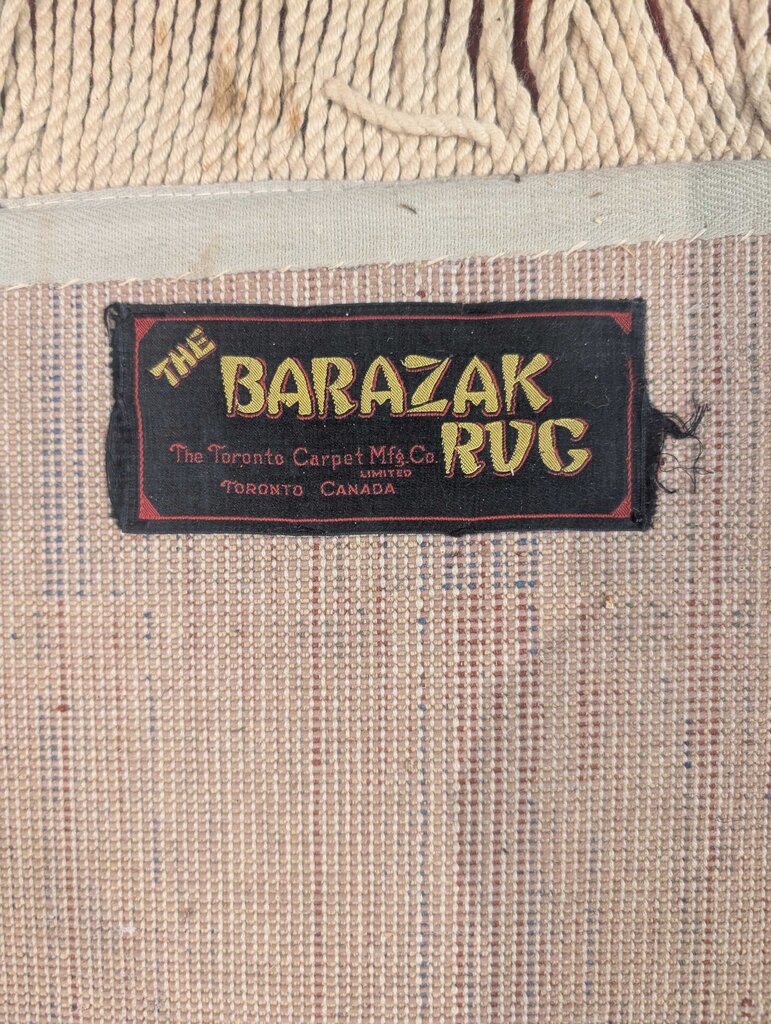 THE
BARAZAK
RUG
The Toronto Carpet Mfg. Co.
LIMITED
TORONTO CANADA